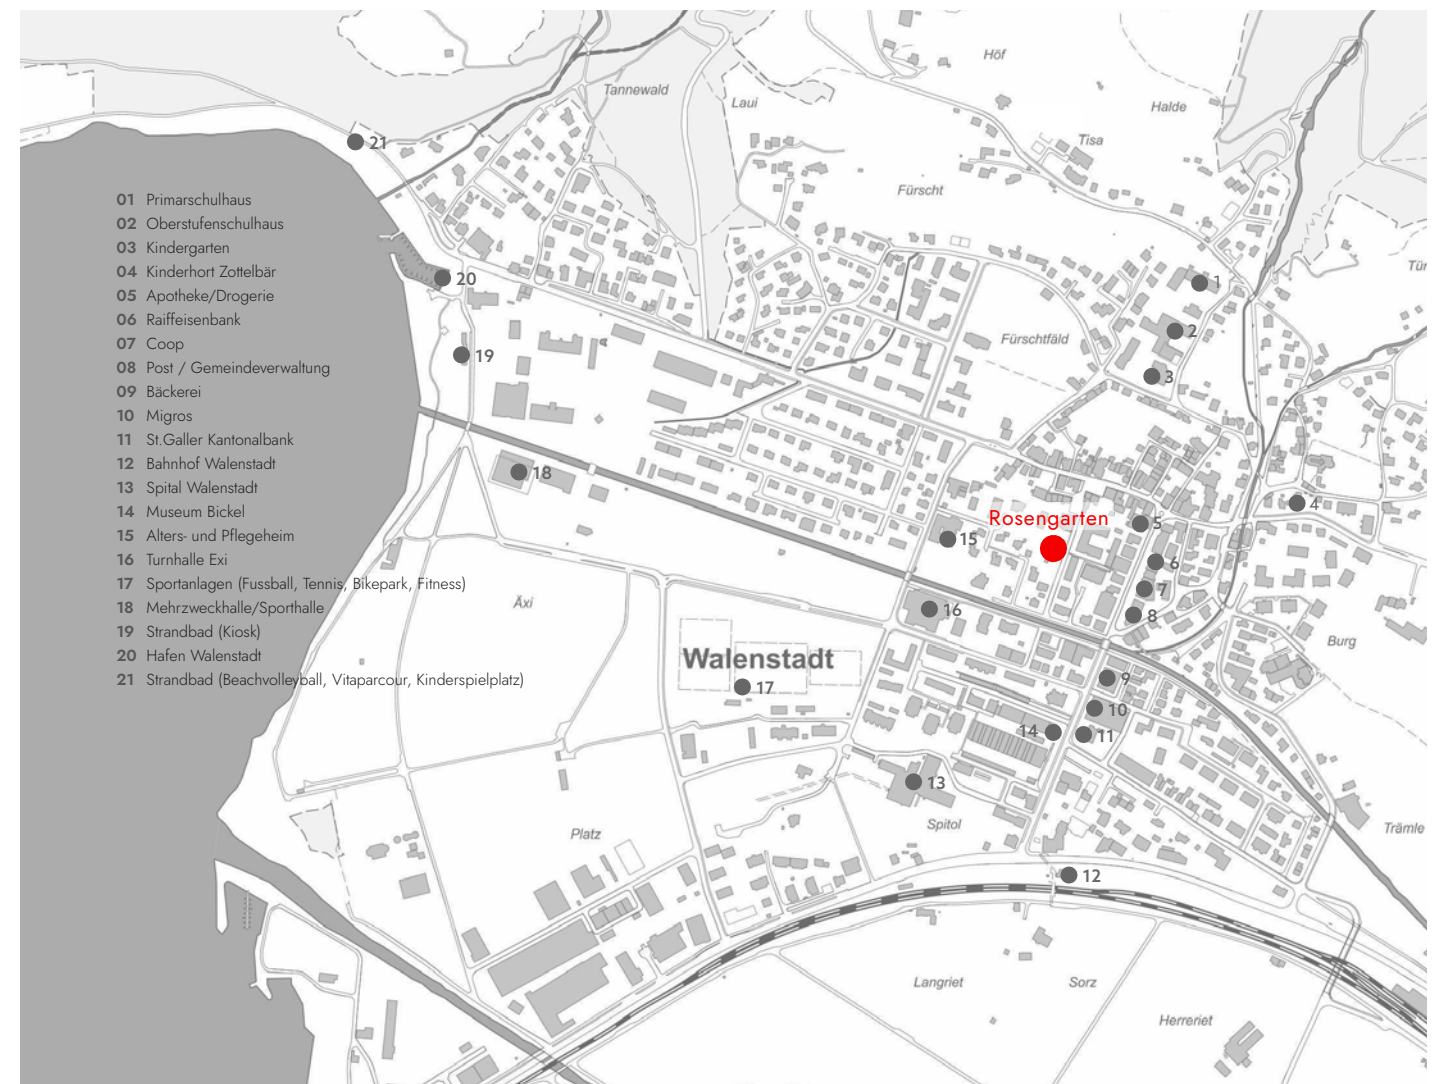 Höf
Tannewald
Laui
Halde
Tisa
21
Fürscht
01 Primarschulhaus
02 Oberstufenschulhaus
03 Kindergarten
04 Kinderhort Zottelbär
05 Apotheke/Drogerie
06 Raiffeisenbank
07 Coop
08 Post / Gemeindeverwaltung
09 Bäckerei
10 Migros
11 St.Galler Kantonalbank
12 Bahnhof Walenstadt
13 Spital Walenstadt
14 Museum Bickel
15 Alters- und Pflegeheim
16 Turnhalle Exi
17 Sportanlagen (Fussball, Tennis, Bikepark, Fitness)
18 Mehrzweckhalle/Sporthalle
19 Strandbad (Kiosk)
20 Hafen Walenstadt
21 Strandbad (Beachvolleyball, Vitaparcour, Kinderspielplatz)
20
1
2
Fürschtfäld
19
3
18
4
Rosengarten
5
15
6
7
Äxi
16
8
Burg
Walenstadt
17
9
10
14
11
13
Spitol
Platz
Trämle
12
Langriet
Sorz
Herreriet